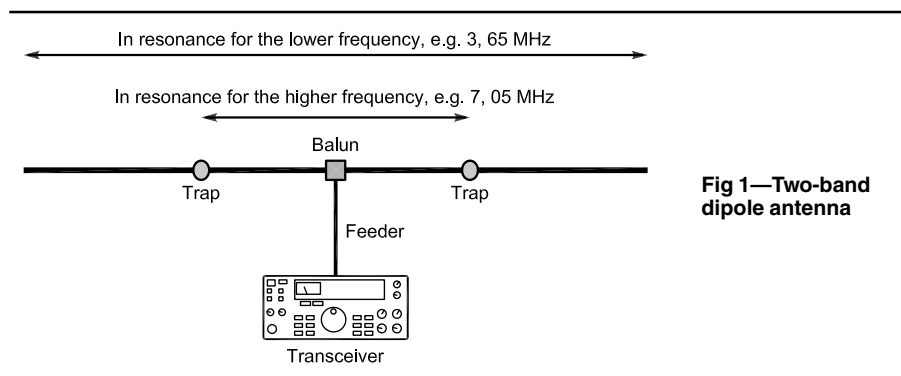 In resonance for the lower frequency, e.g. 3, 65 MHz
In resonance for the higher frequency, e.g. 7, 05 MHz
Balun
Trap
Trap
Feeder
Transceiver
Fig 1—Two-band
dipole antenna